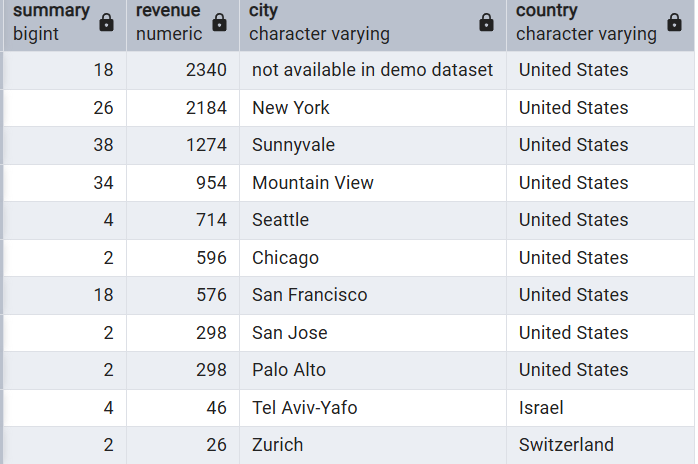 summary revenue city country
bigint numeric character varying character varying
18 2340 not available in demo dataset United States
26 2184 New York United States
38 1274 Sunnyvale United States
34 954 Mountain View United States
4 714 Seattle United States
2 596 Chicago United States
18 576 San Francisco United States
2 298 San Jose United States
2 298 Palo Alto United States
4 46 Tel Aviv-Yafo Israel
2 26 Zurich Switzerland